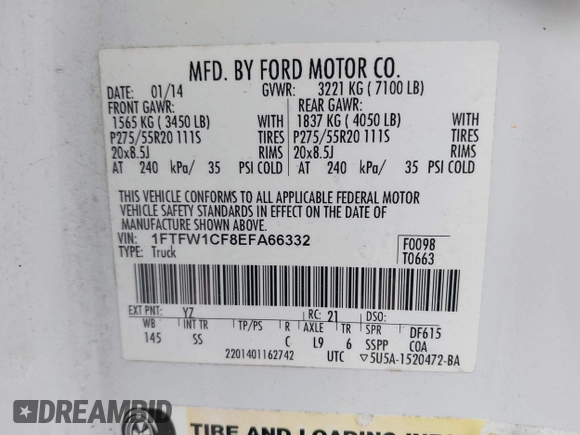 MFD. BY FORD MOTOR CO.
DATE: 01/14 GVWR: 3221 KG ( 7100 LB)
FRONT GAWR: REAR GAWR:
1565 KG ( 3450 LB) WITH 1837 KG ( 4050 LB) WITH
P275/55R20 111S TIRES P275/55R20 111S TIRES
20x8.5J RIMS 20x8.5J RIMS
AT 240 kPa/ 35 PSI COLD AT 240 kPa/ 35 PSI COLD
THIS VEHICLE CONFORMS TO ALL APPLICABLE FEDERAL MOTOR
VEHICLE SAFETY STANDARDS IN EFFECT ON THE DATE OF
MANUFACTURE SHOWN ABOVE.
VIN: 1FTFW1CF8EFA66332 F0098
TYPE: Truck T0663
EXT PNT: YZ RC: 21 DSO:
WB INT TR TP/PS R AXLE TR SPR DF615
145 SS C L9 6 SSPP COA
2201401162742 UTC ▽5U5A-1520472-BA
DREAMBID
TIRE AND LOADING